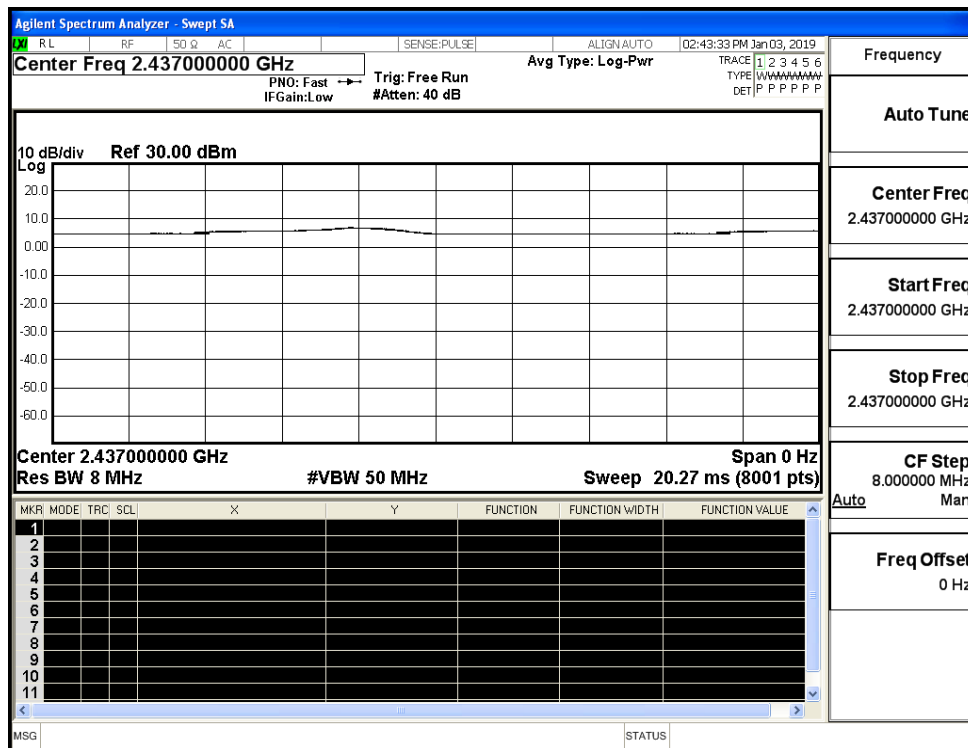 Agilent Spectrum Analyzer - Swept SA
LXI RL RF 50 Ω AC SENSE:PULSE ALIGN AUTO 02:43:33 PM Jan 03, 2019
Center Freq 2.437000000 GHz
PNO: Fast
IFGain:Low
Trig: Free Run
#Atten: 40 dB
Avg Type: Log-Pwr
TRACE 1 2 3 4 5 6
TYPE WWWWWW
DET P P P P P P
10 dB/div Ref 30.00 dBm
Log
20.0
10.0
0.00
-10.0
-20.0
-30.0
-40.0
-50.0
-60.0
Center 2.437000000 GHz Span 0 Hz
Res BW 8 MHz #VBW 50 MHz Sweep 20.27 ms (8001 pts)
MKR MODE TRC SCL X Y FUNCTION FUNCTION WIDTH FUNCTION VALUE
1
2
3
4
5
6
7
8
9
10
11
MSG STATUS
Frequency
Auto Tune
Center Freq
2.437000000 GHz
Start Freq
2.437000000 GHz
Stop Freq
2.437000000 GHz
CF Step
8.000000 MHz
Auto Man
Freq Offset
0 Hz